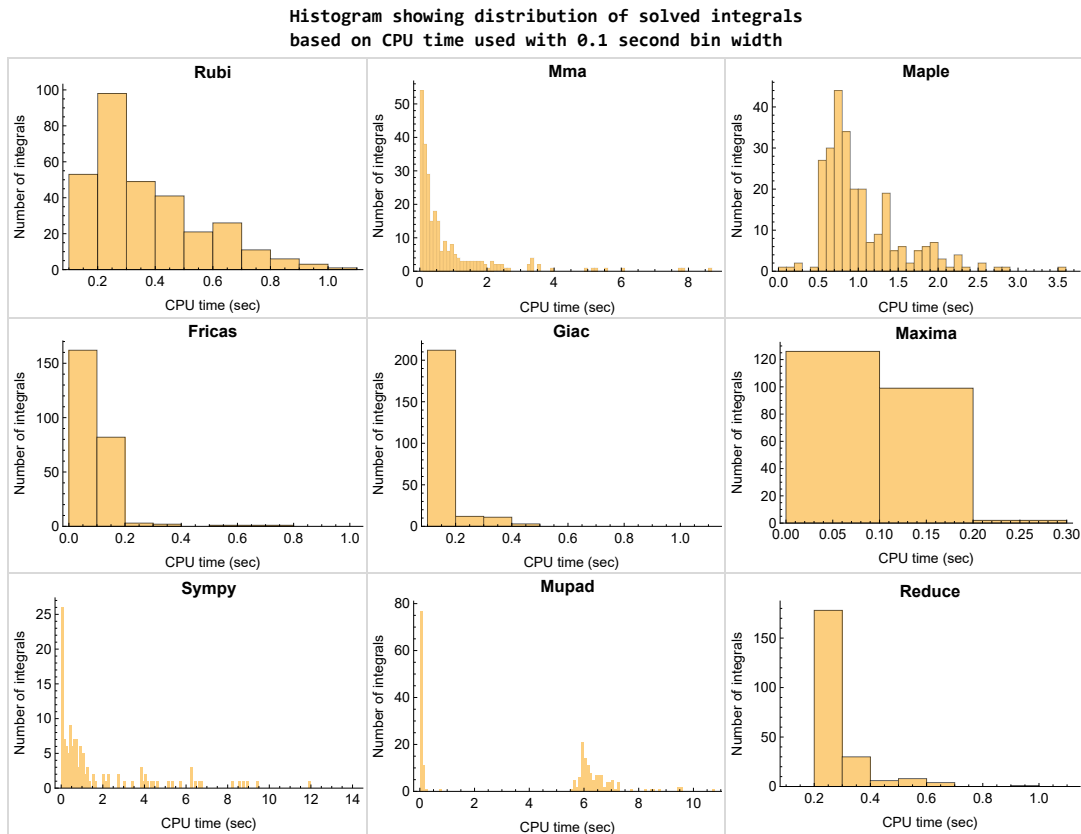 Histogram showing distribution of solved integrals
based on CPU time used with 0.1 second bin width
Rubi
Number of integrals
100
80
60
40
20
0
0.2 0.4 0.6 0.8 1.0
CPU time (sec)
Mma
Number of integrals
50
40
30
20
10
0
0 2 4 6 8
CPU time (sec)
Maple
Number of integrals
40
30
20
10
0
0.0 0.5 1.0 1.5 2.0 2.5 3.0 3.5
CPU time (sec)
Fricas
Number of integrals
150
100
50
0
0.0 0.2 0.4 0.6 0.8 1.0
CPU time (sec)
Giac
Number of integrals
200
150
100
50
0
0.2 0.4 0.6 0.8 1.0
CPU time (sec)
Maxima
Number of integrals
120
100
80
60
40
20
0
0.00 0.05 0.10 0.15 0.20 0.25 0.30
CPU time (sec)
Sympy
Number of integrals
25
20
15
10
5
0
0 2 4 6 8 10 12 14
CPU time (sec)
Mupad
Number of integrals
80
60
40
20
0
0 2 4 6 8 10
CPU time (sec)
Reduce
Number of integrals
150
100
50
0
0.2 0.4 0.6 0.8 1.0
CPU time (sec)